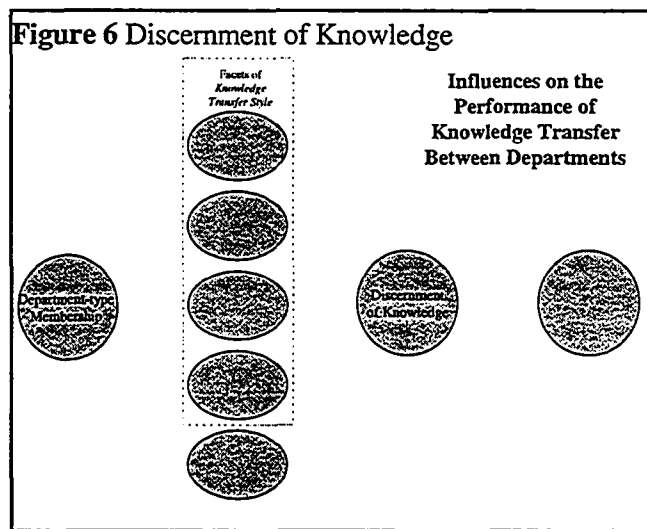 Figure 6 Discernment of Knowledge
Facets of
Knowledge
Transfer Style
Influences on the
Performance of
Knowledge Transfer
Between Departments
Department-type
Membership
Discernment
of Knowledge